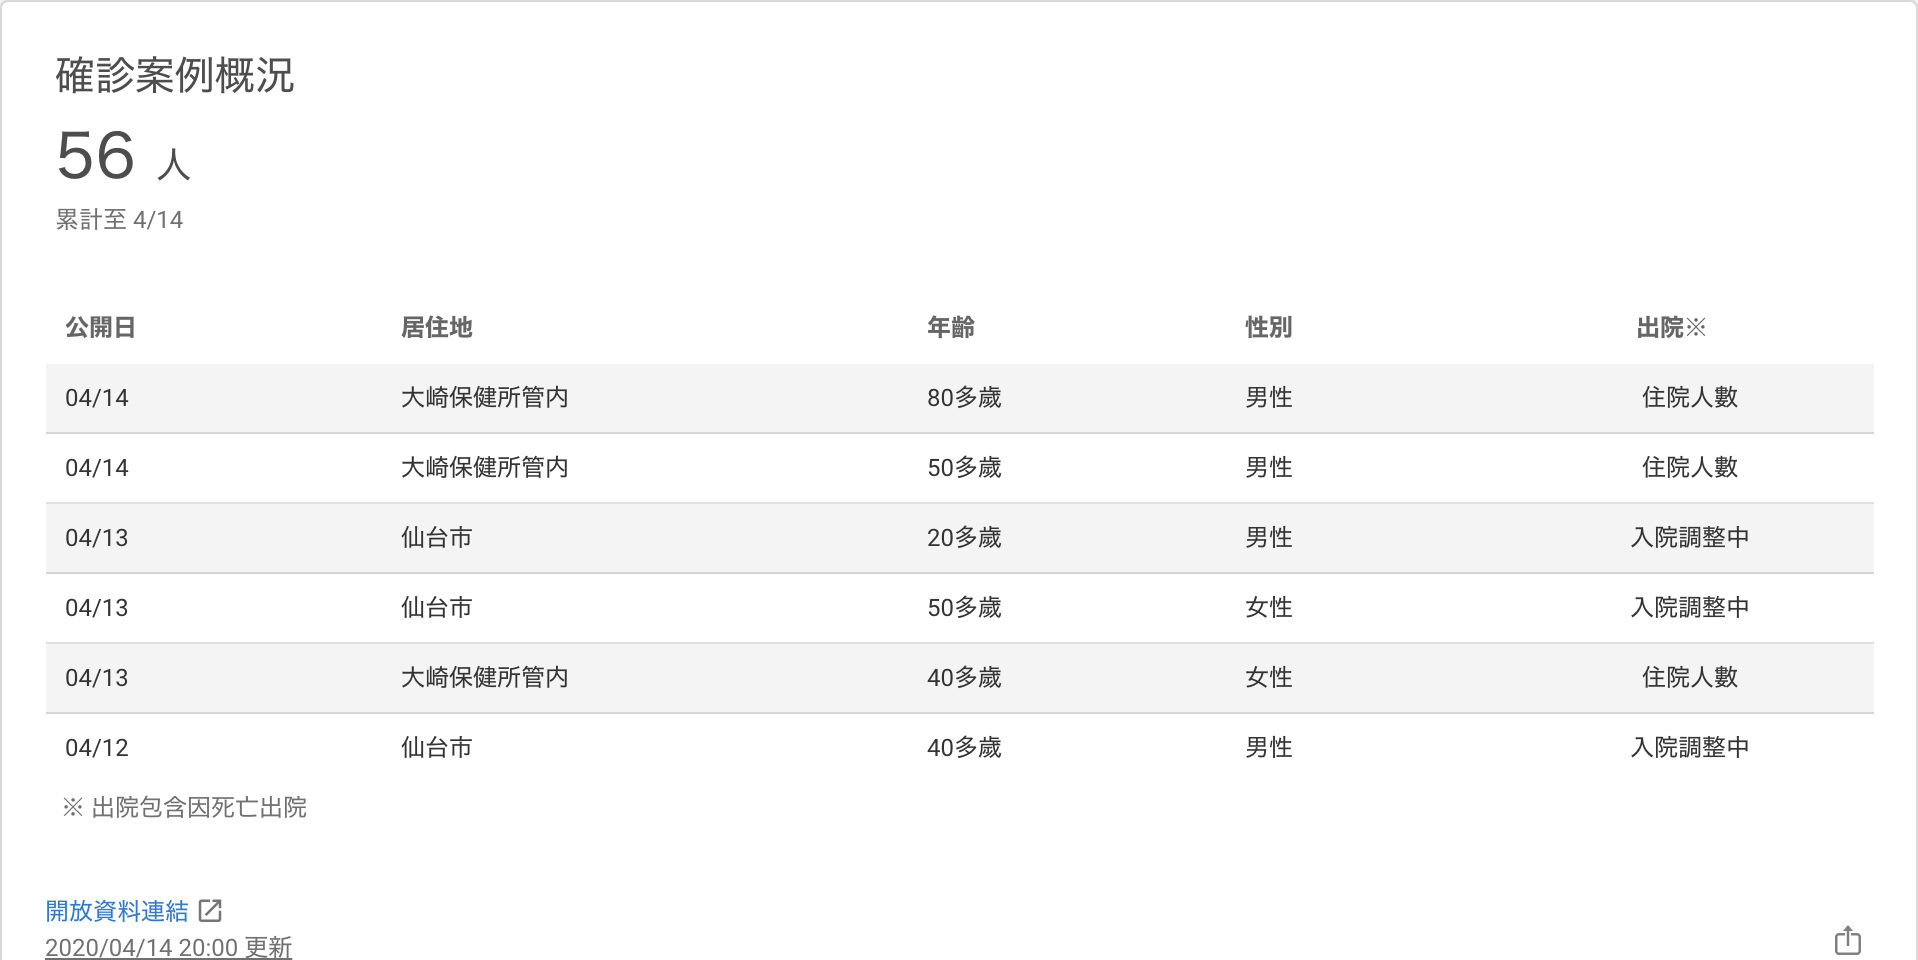 確診案例概況
56 人
累計至 4/14
公開日 居住地 年齡 性別 出院※
04/14 大崎保健所管内 80多歲 男性 住院人數
04/14 大崎保健所管内 50多歲 男性 住院人數
04/13 仙台市 20多歲 男性 入院調整中
04/13 仙台市 50多歲 女性 入院調整中
04/13 大崎保健所管内 40多歲 女性 住院人數
04/12 仙台市 40多歲 男性 入院調整中
※ 出院包含因死亡出院
開放資料連結
2020/04/14 20:00 更新